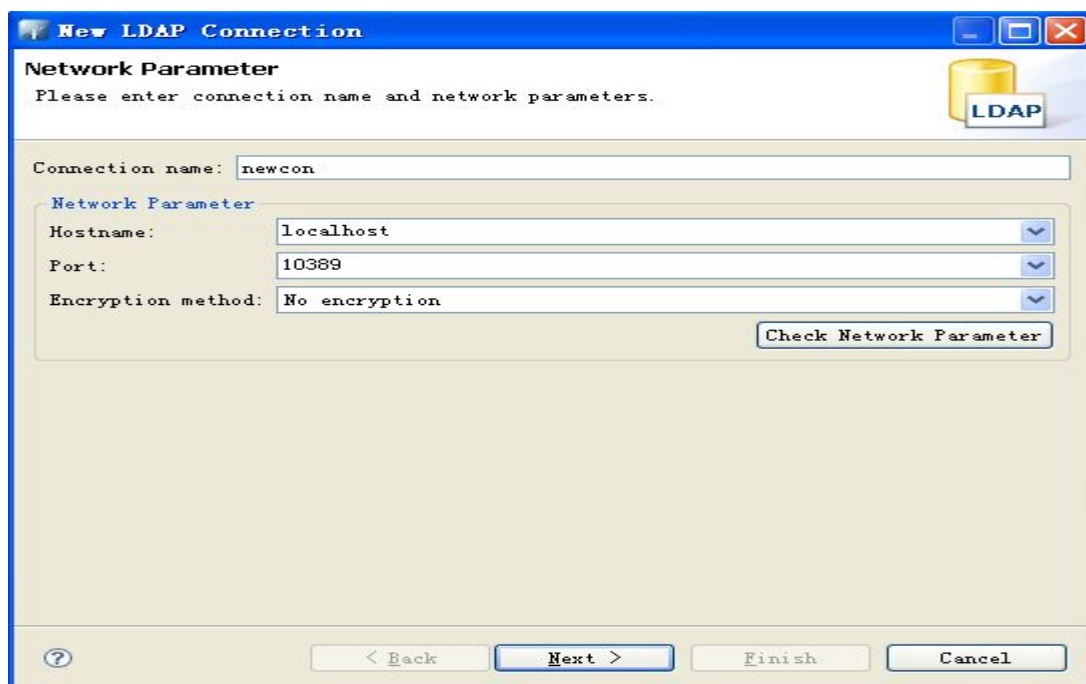 New LDAP Connection
Network Parameter
Please enter connection name and network parameters.
LDAP
Connection name: newcon
Network Parameter
Hostname: localhost
Port: 10389
Encryption method: No encryption
Check Network Parameter
?
< Back Next > Finish Cancel